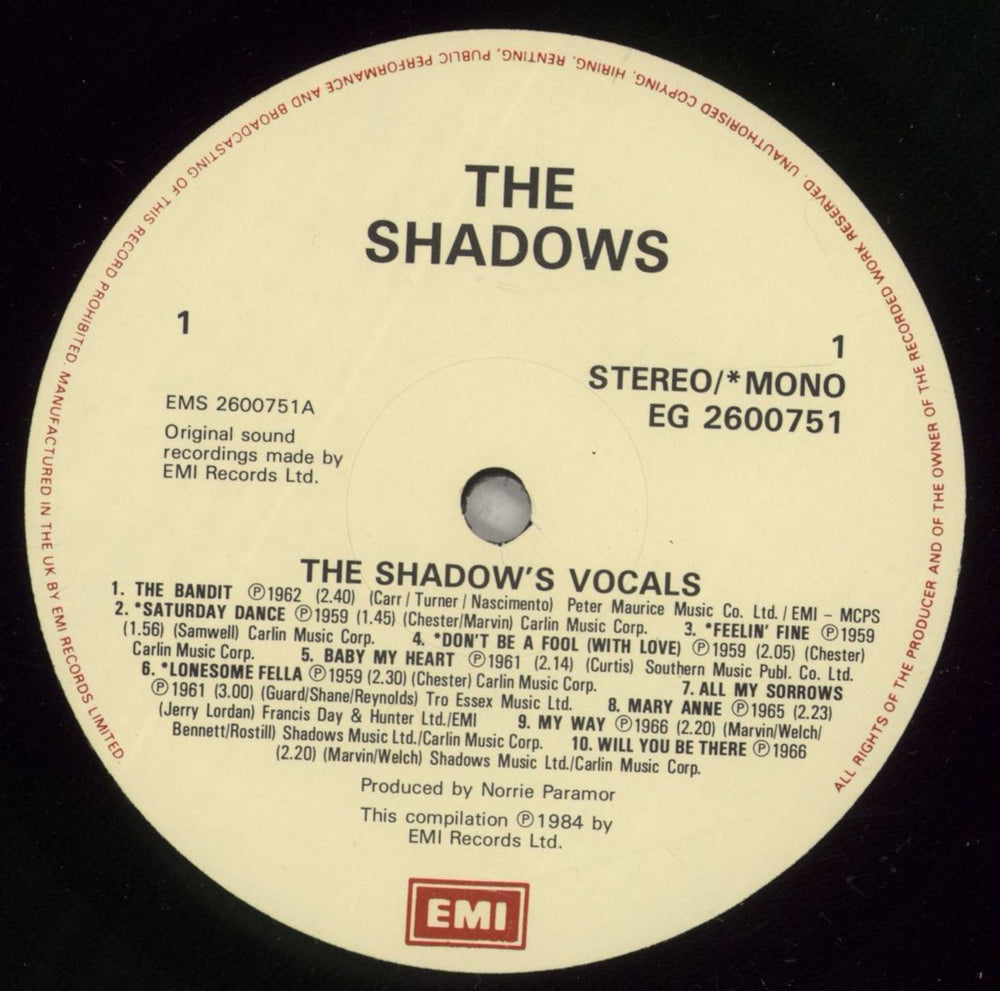 MANUFACTURED IN THE UK BY EMI RECORDS LIMITED.
ALL RIGHTS OF THE PRODUCER AND OF THE OWNER OF THE RECORDED WORK RESERVED. UNAUTHORISED COPYING, HIRING, RENTING, PUBLIC PERFORMANCE AND BROADCASTING OF THIS RECORD PROHIBITED.
THE
SHADOWS
1
1
STEREO/*MONO
EG 2600751
EMS 2600751A
Original sound
recordings made by
EMI Records Ltd.
THE SHADOW'S VOCALS
1. THE BANDIT ℗1962 (2.40) (Carr / Turner / Nascimento) Peter Maurice Music Co. Ltd. / EMI – MCPS
2. *SATURDAY DANCE ℗1959 (1.45) (Chester/Marvin) Carlin Music Corp. 3. *FEELIN' FINE ℗1959
(1.56) (Samwell) Carlin Music Corp. 4. *DON'T BE A FOOL (WITH LOVE) ℗1959 (2.05) (Chester)
Carlin Music Corp. 5. BABY MY HEART ℗1961 (2.14) (Curtis) Southern Music Publ. Co. Ltd.
6. *LONESOME FELLA ℗1959 (2.30) (Chester) Carlin Music Corp. 7. ALL MY SORROWS
℗1961 (3.00) (Guard/Shane/Reynolds) Tro Essex Music Ltd. 8. MARY ANNE ℗1965 (2.23)
(Jerry Lordan) Francis Day & Hunter Ltd./EMI 9. MY WAY ℗1966 (2.20) (Marvin/Welch/
Bennett/Rostill) Shadows Music Ltd./Carlin Music Corp. 10. WILL YOU BE THERE ℗1966
(2.20) (Marvin/Welch) Shadows Music Ltd./Carlin Music Corp.
Produced by Norrie Paramor
This compilation ℗1984 by
EMI Records Ltd.
EMI